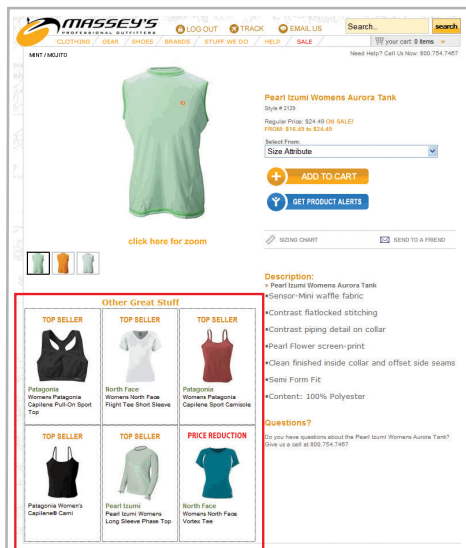 MASSEY'S
PROFESSIONAL OUTFITTERS
LOG OUT
TRACK
EMAIL US
Search...
search
CLOTHING / GEAR / SHOES / BRANDS / STUFF WE DO / HELP / SALE
your cart: 0 items »
MINT / MOJITO
Need Help? Call Us Now: 800.754.7467
Pearl Izumi Womens Aurora Tank
Style # 2129
Regular Price: $24.49 ON SALE!
FROM: $16.49 to $24.49
Select From:
Size Attribute
ADD TO CART
GET PRODUCT ALERTS
click here for zoom
SIZING CHART
SEND TO A FRIEND
Description:
» Pearl Izumi Womens Aurora Tank
•Sensor-Mini waffle fabric
•Contrast flatlocked stitching
•Contrast piping detail on collar
•Pearl Flower screen-print
•Clean finished inside collar and offset side seams
•Semi Form Fit
•Content: 100% Polyester
Questions?
Do you have questions about the Pearl Izumi Womens Aurora Tank?
Give us a call at 800.754.7467
Other Great Stuff
TOP SELLER
Patagonia
Womens Patagonia
Capilene Pull-On Sport
Top
TOP SELLER
North Face
Womens North Face
Flight Tee Short Sleeve
TOP SELLER
Patagonia
Womens Patagonia
Capilene Sport Camisole
TOP SELLER
Patagonia Women's
Capilene® Cami
TOP SELLER
Pearl Izumi
Pearl Izumi Womens
Long Sleeve Phase Top
PRICE REDUCTION
North Face
Womens North Face
Vortex Tee